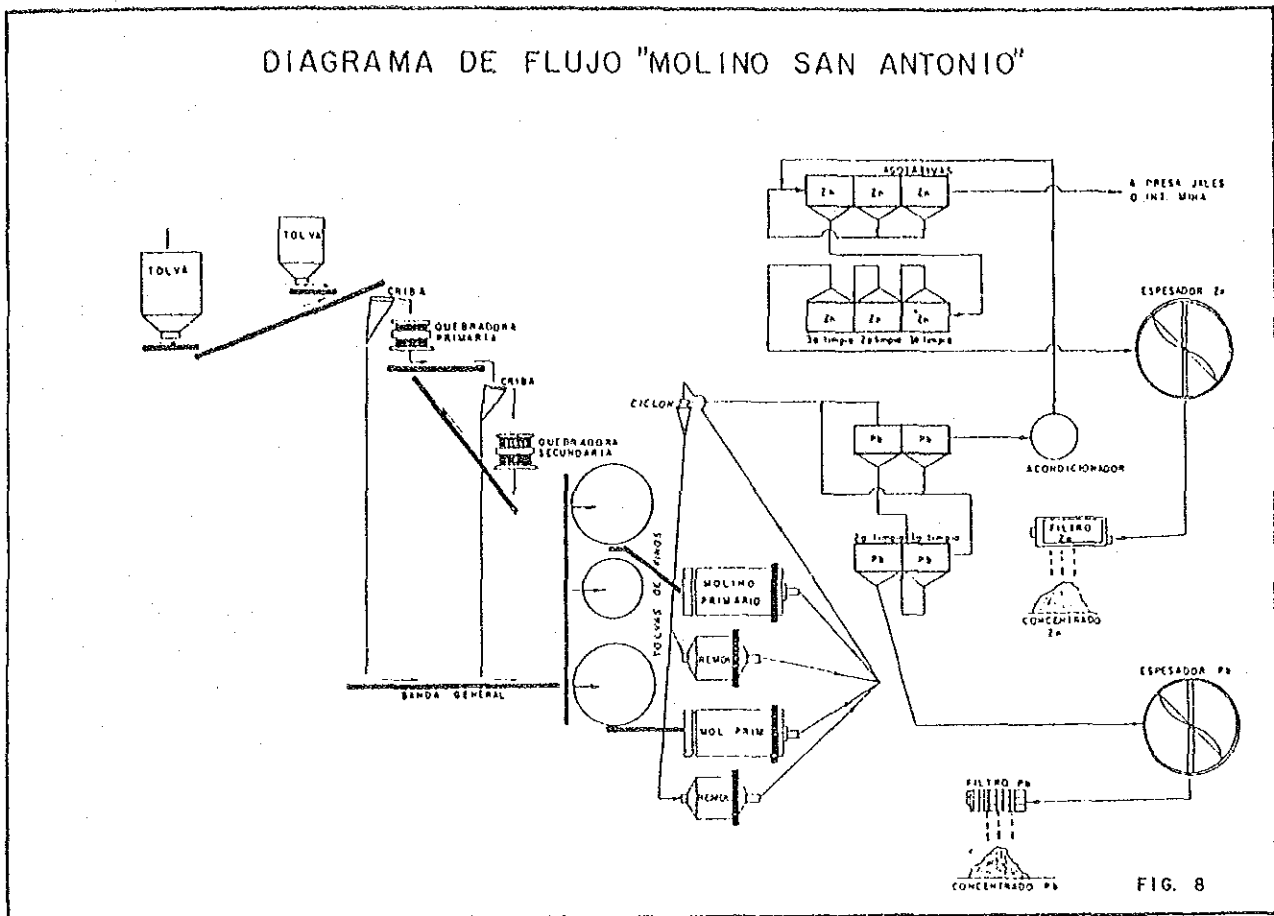 DIAGRAMA DE FLUJO "MOLINO SAN ANTONIO"
AGOTATIVAS
Zn Zn Zn
A PRESA JALES
O INT. MINA
TOLVA
TOLVA
CRIBA
QUEBRADORA
PRIMARIA
CRIBA
QUEBRADORA
SECUNDARIA
Zn Zn Zn
3a limpia 2a limpia 1a limpia
ESPESADOR Zn
CICLON
Pb Pb
ACONDICIONADOR
2a limpia 1a limpia
Pb Pb
FILTRO
Zn
CONCENTRADO
Zn
TOLVAS DE FINOS
MOLINO
PRIMARIO
REMOL
BANDA GENERAL
MOL PRIM
REMOL
ESPESADOR Pb
FILTRO Pb
CONCENTRADO Pb
FIG. 8